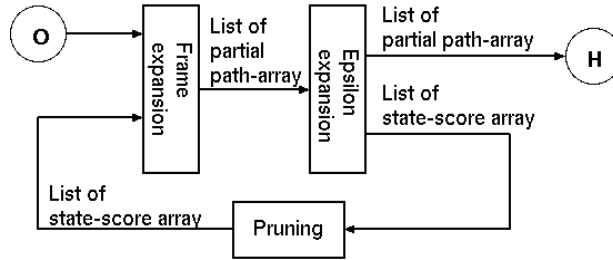 O
Frame
expansion
List of
partial
path-array
Epsilon
expansion
List of
partial path-array
H
List of
state-score array
List of
state-score array
Pruning